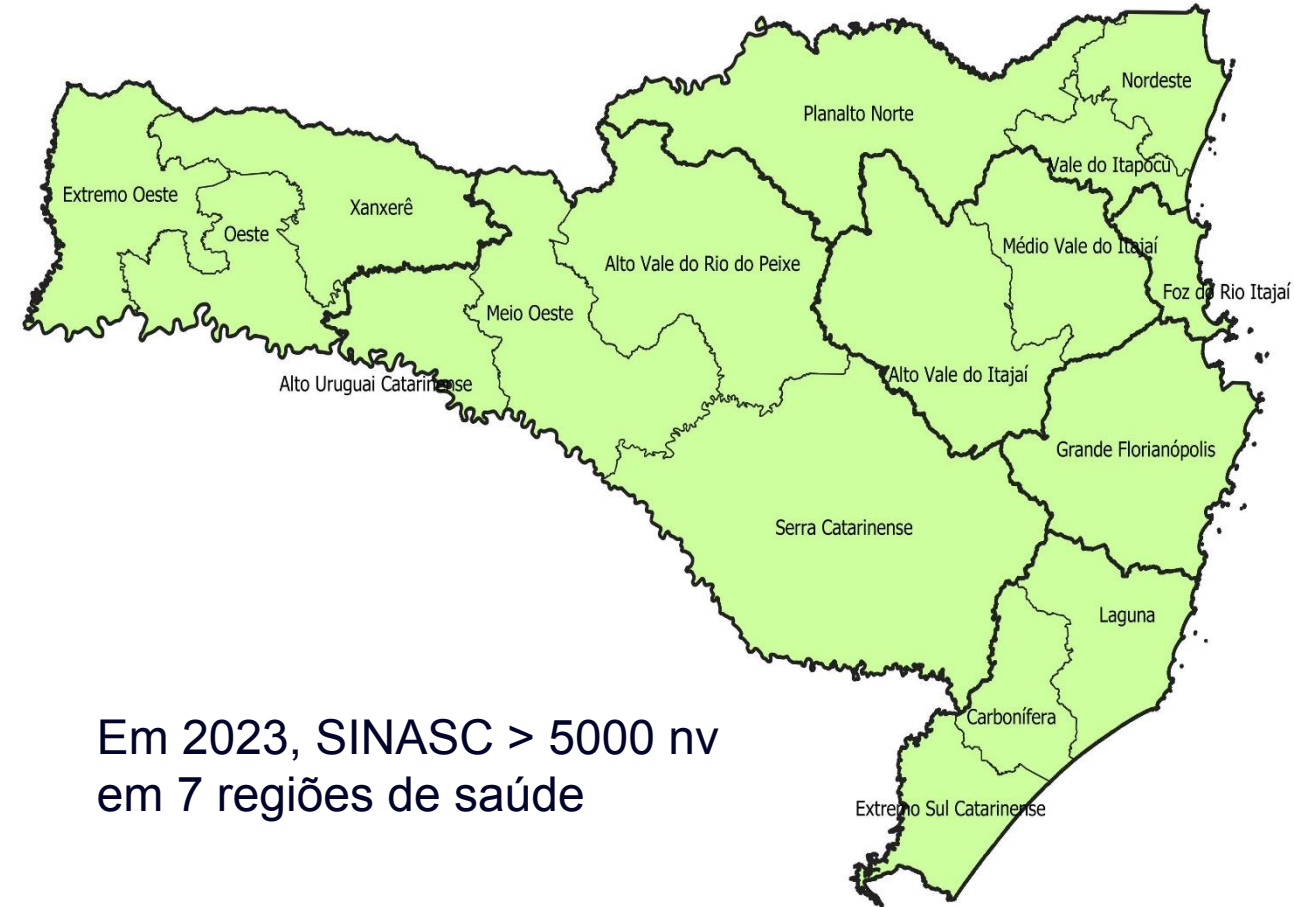 Nordeste
Planalto Norte
Vale do Itapocu
Extremo Oeste
Xanxerê
Oeste
Médio Vale do Itajaí
Alto Vale do Rio do Peixe
Foz do Rio Itajaí
Meio Oeste
Alto Uruguai Catarinense
Alto Vale do Itajaí
Grande Florianópolis
Serra Catarinense
Laguna
Carbonífera
Em 2023, SINASC > 5000 nv
em 7 regiões de saúde
Extremo Sul Catarinense